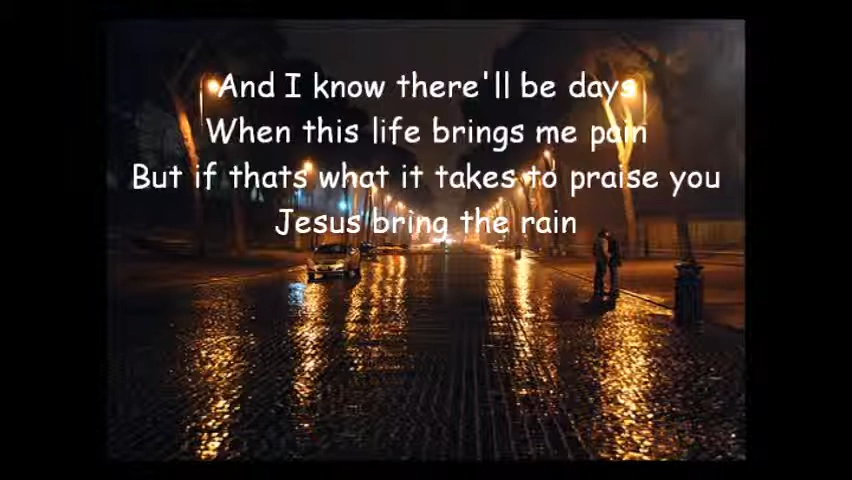 And I know there'll be days
When this life brings me pain
But if thats what it takes to praise you
Jesus bring the rain